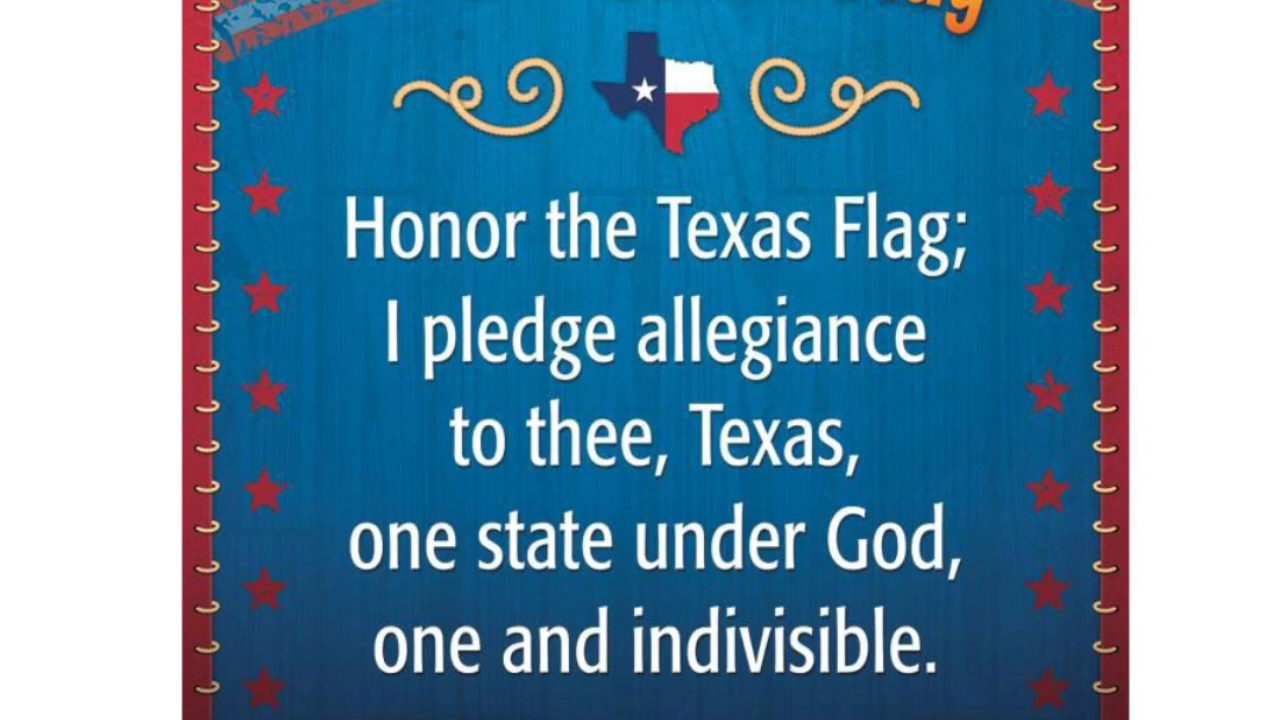 Honor the Texas Flag;
I pledge allegiance
to thee, Texas,
one state under God,
one and indivisible.